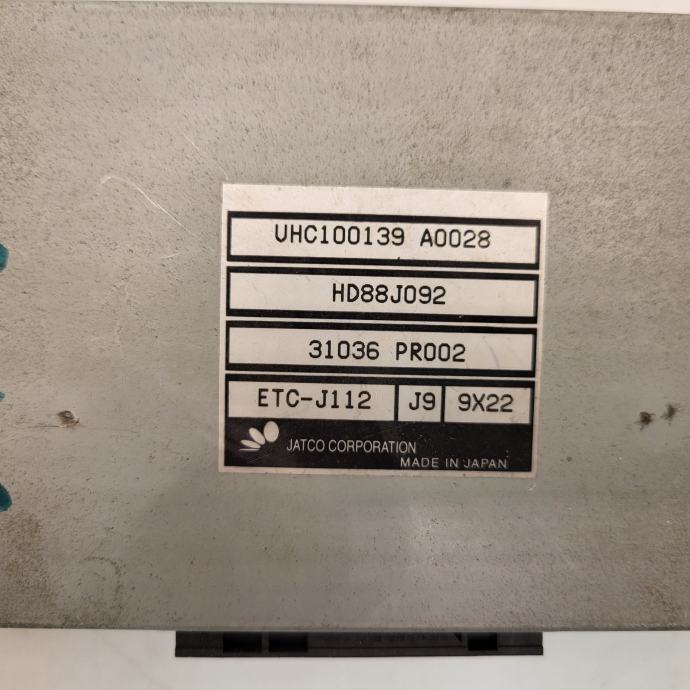 UHC100139 A0028
HD88J092
31036 PR002
ETC-J112 J9 9X22
JATCO CORPORATION
MADE IN JAPAN